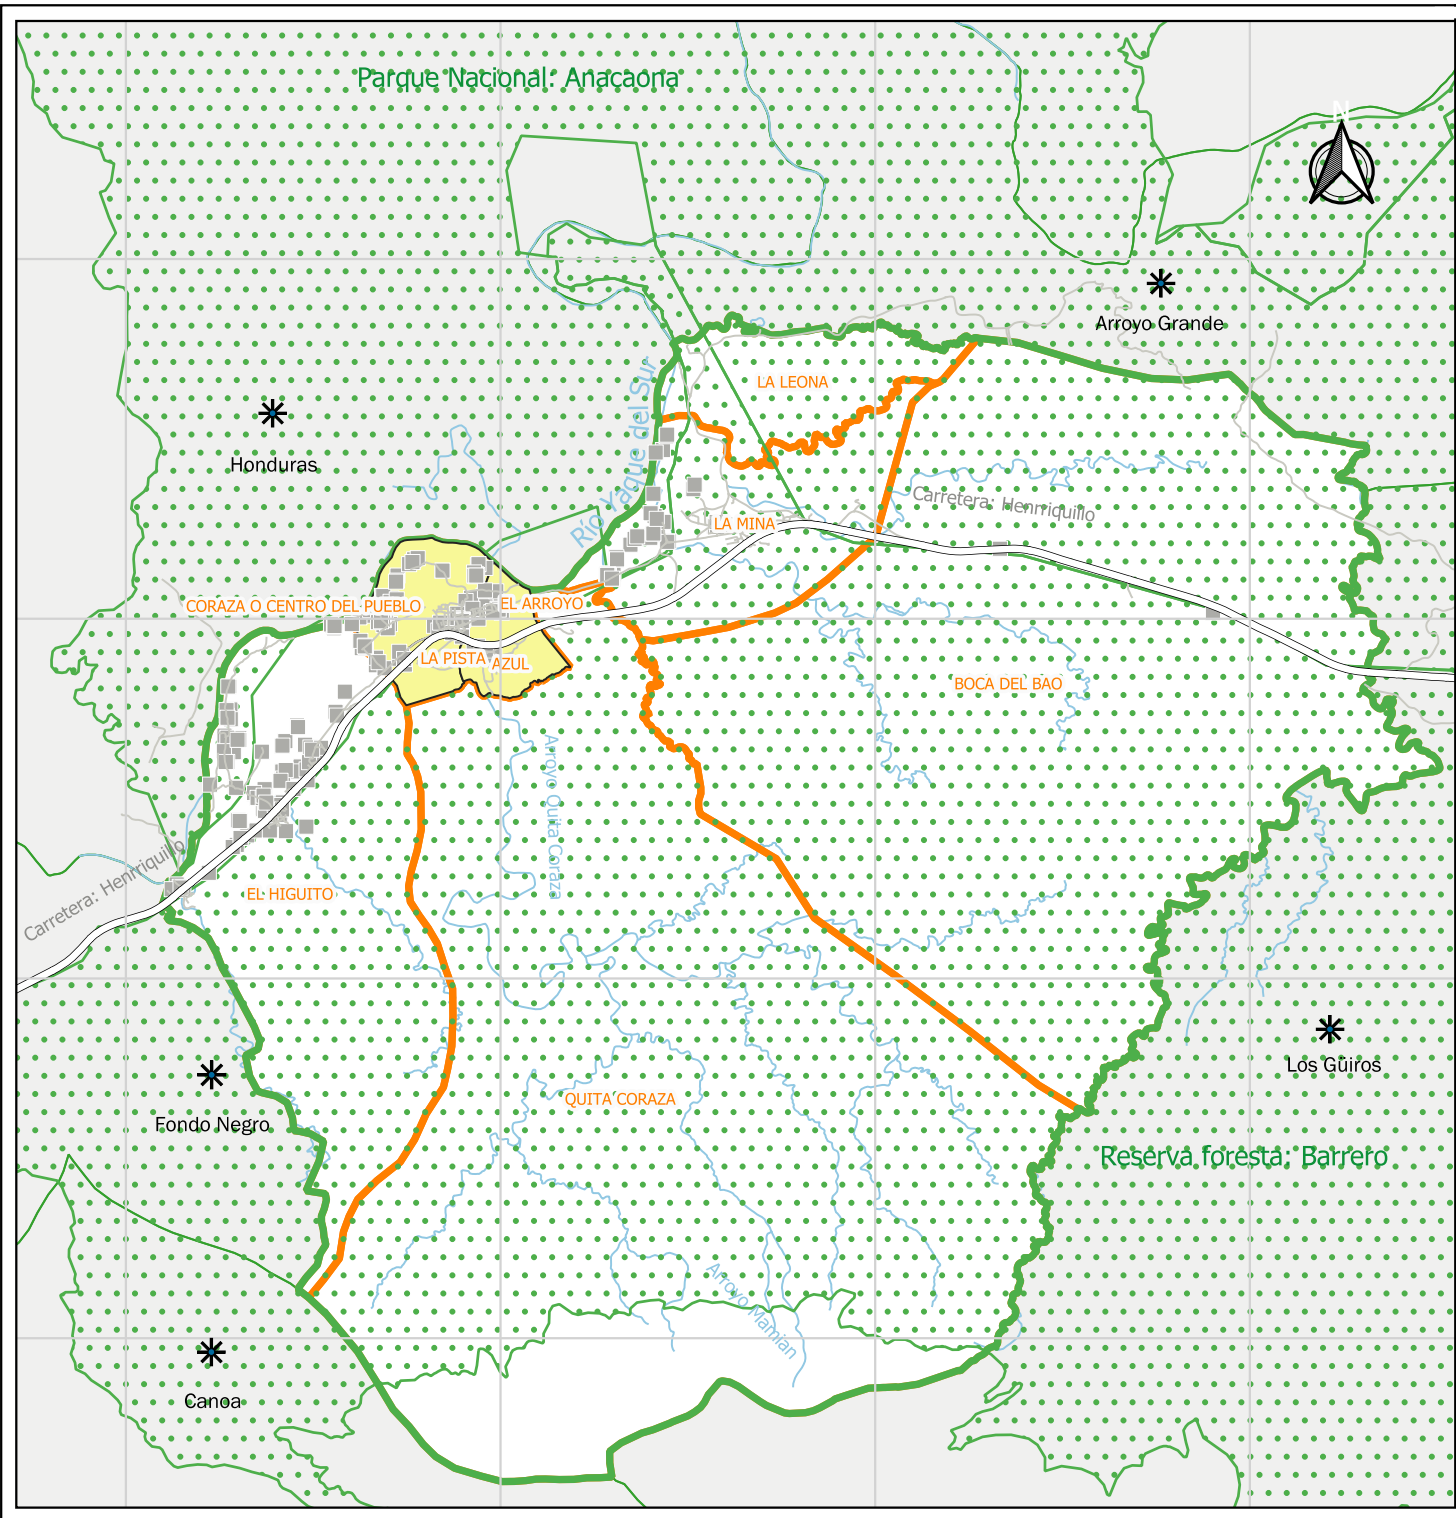 Parque Nacional: Anacaona
N
Arroyo Grande
Río Yaque del Sur
LA LEONA
Honduras
Carretera: Henrriquillo
LA MINA
CORAZA O CENTRO DEL PUEBLO
EL ARROYO
LA PISTA
AZUL
BOCA DEL BAO
Arroyo Quita Coraza
Carretera: Henrriquillo
EL HIGUITO
Los Güiros
QUITA CORAZA
Fondo Negro
Reserva foresta: Barrero
Arroyo Mamian
Canoa